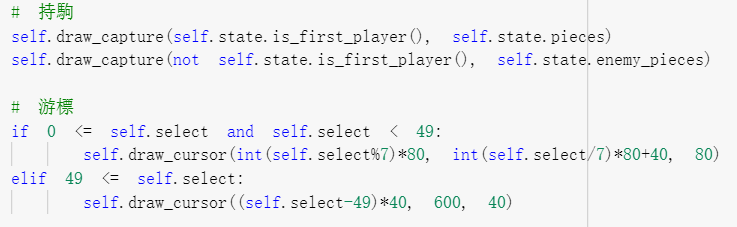 # 持駒
self.draw_capture(self.state.is_first_player(), self.state.pieces)
self.draw_capture(not self.state.is_first_player(), self.state.enemy_pieces)
# 游標
if 0 <= self.select and self.select < 49:
self.draw_cursor(int(self.select%7)*80, int(self.select/7)*80+40, 80)
elif 49 <= self.select:
self.draw_cursor((self.select-49)*40, 600, 40)